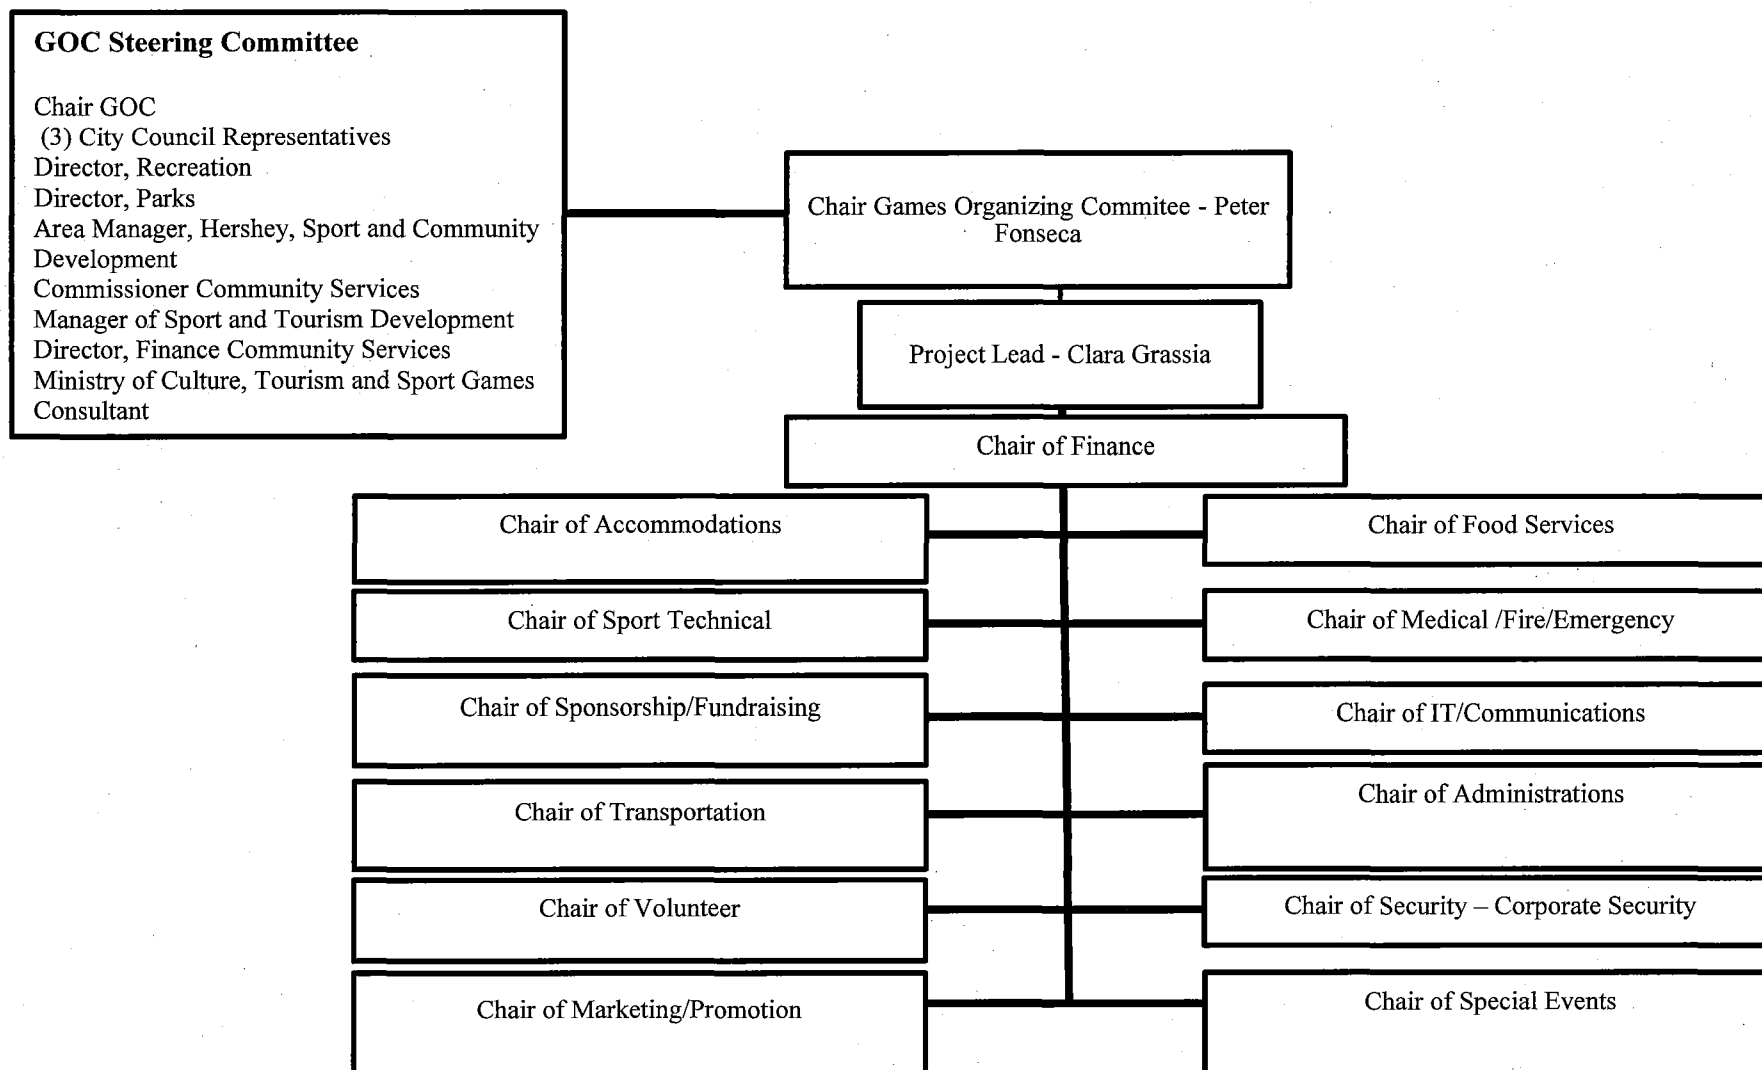 GOC Steering Committee
Chair GOC
(3) City Council Representatives
Director, Recreation
Director, Parks
Area Manager, Hershey, Sport and Community
Development
Commissioner Community Services
Manager of Sport and Tourism Development
Director, Finance Community Services
Ministry of Culture, Tourism and Sport Games
Consultant
Chair Games Organizing Commitee - Peter
Fonseca
Project Lead - Clara Grassia
Chair of Finance
Chair of Accommodations
Chair of Food Services
Chair of Sport Technical
Chair of Medical /Fire/Emergency
Chair of Sponsorship/Fundraising
Chair of IT/Communications
Chair of Transportation
Chair of Administrations
Chair of Volunteer
Chair of Security – Corporate Security
Chair of Marketing/Promotion
Chair of Special Events